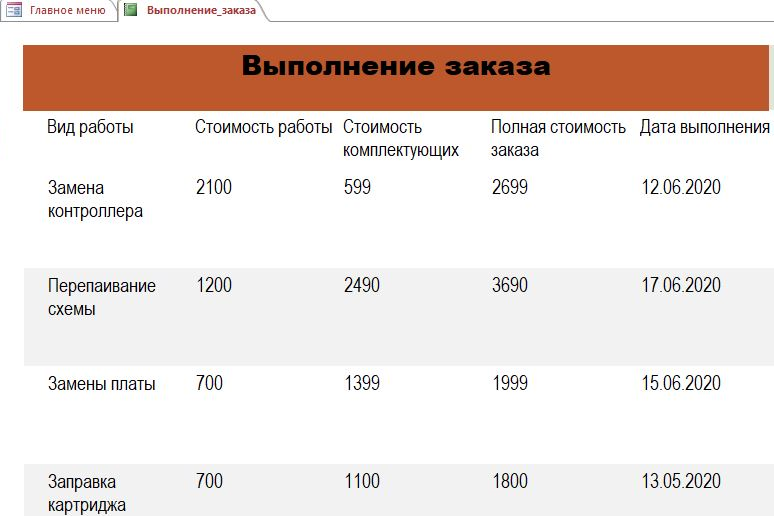 Главное меню Выполнение_заказа
Выполнение заказа
Вид работы Стоимость работы Стоимость комплектующих Полная стоимость заказа Дата выполнения
Замена контроллера 2100 599 2699 12.06.2020
Перепаивание схемы 1200 2490 3690 17.06.2020
Замены платы 700 1399 1999 15.06.2020
Заправка картриджа 700 1100 1800 13.05.2020